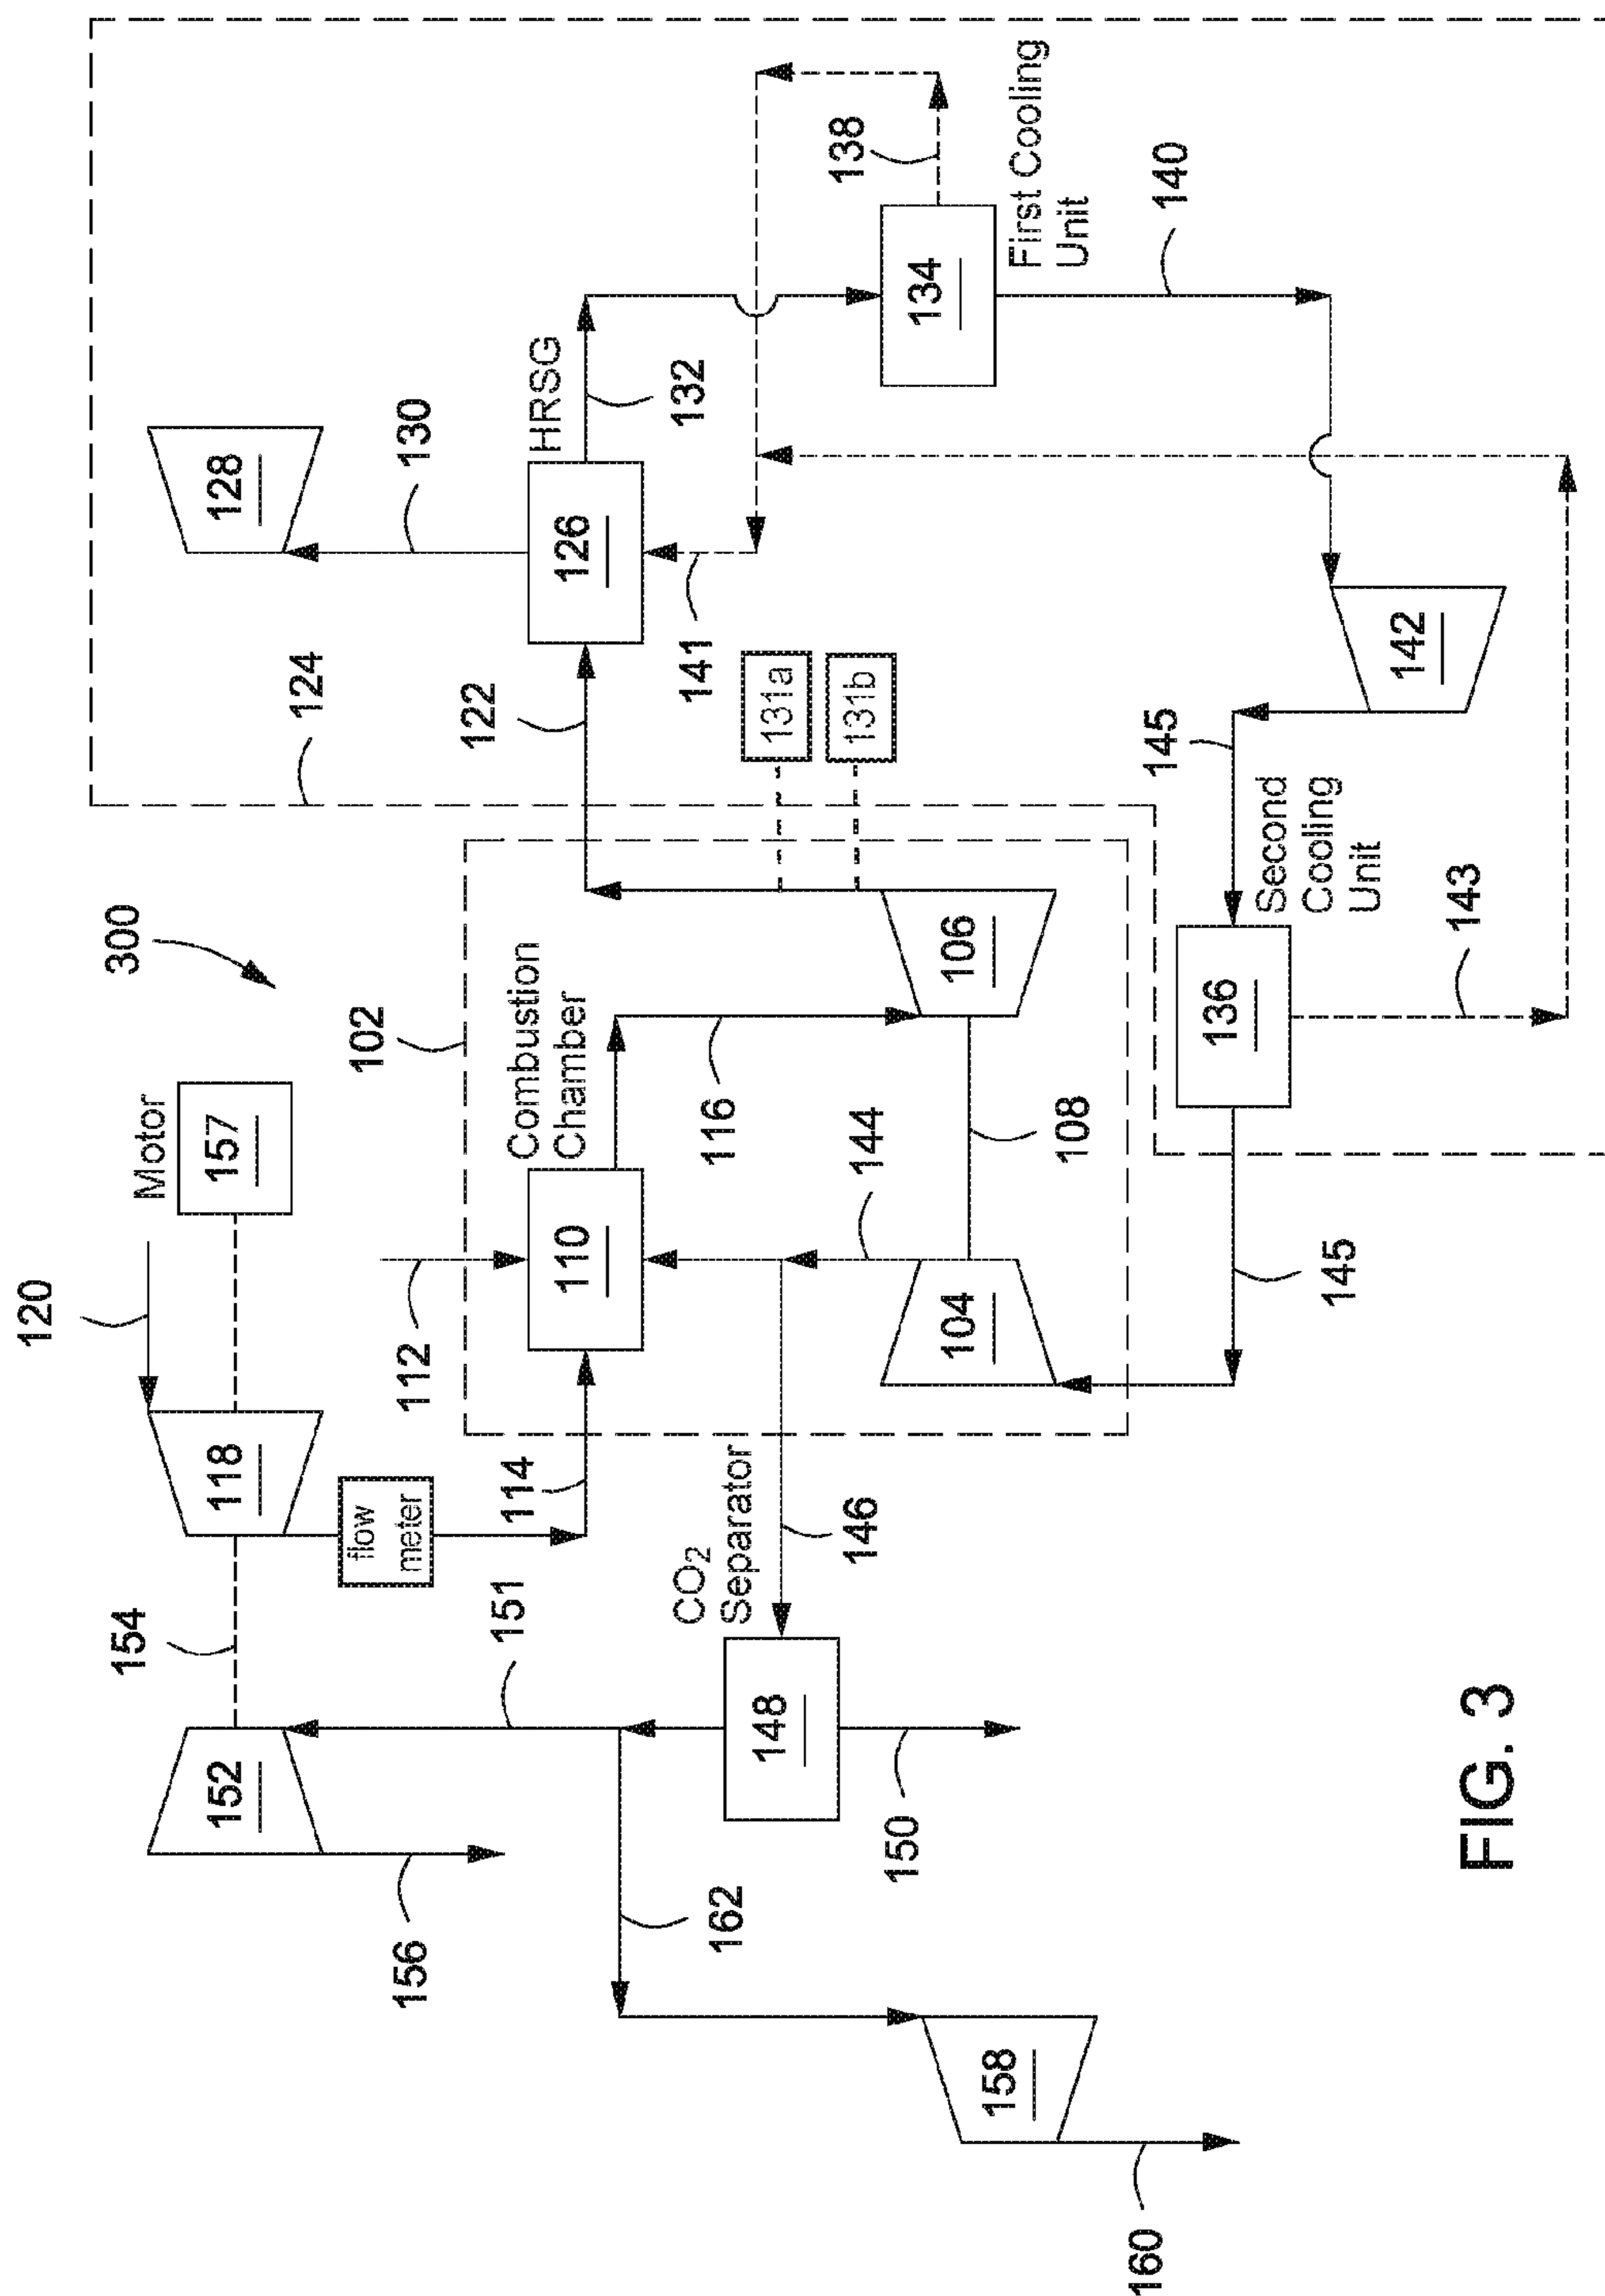 120
118
Motor
157
154
152
156
flow
meter
114
112
300
102
Combustion
Chamber
110
116
144
108
104
106
CO₂
Separator
146
148
150
151
162
158
160
124
122
128
130
HRSG
126
132
141
131a
131b
138
134
First Cooling
Unit
140
142
145
Second
Cooling
Unit
136
143
145
FIG. 3